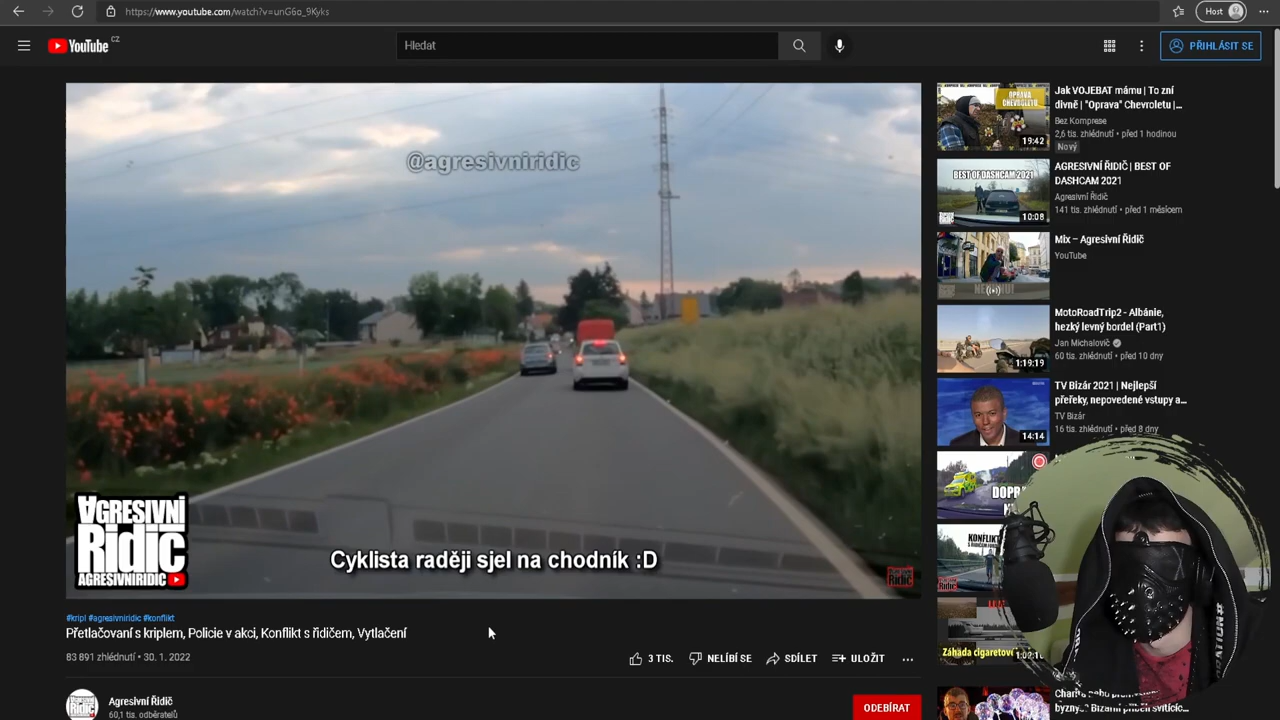 https://www.youtube.com/watch?v=unG6o_9Kyks
Host
YouTube CZ
Hledat
PŘIHLÁSIT SE
@agresivniridic
AGRESIVNÍ
ŘIDIČ
AGRESIVNIRIDIC
Cyklista raději sjel na chodník :D
#kripl #agresivniridic #konflikt
Přetlačovaní s kriplem, Policie v akci, Konflikt s řidičem, Vytlačení
83 891 zhlédnutí • 30. 1. 2022
3 TIS.
NELÍBÍ SE
SDÍLET
ULOŽIT
Agresivní Řidič
60,1 tis. odběratelů
ODEBÍRAT
OPRAVA
CHEVROLETU
19:42
Jak VOJEBAT mámu | To zní
divně | "Oprava" Chevroletu |...
Bez Komprese
2,6 tis. zhlédnutí • před 1 hodinou
Nový
BEST OF DASHCAM 2021
10:08
AGRESIVNÍ ŘIDIČ | BEST OF
DASHCAM 2021
Agresivní Řidič
141 tis. zhlédnutí • před 1 měsícem
Mix – Agresivní Řidič
YouTube
1:19:19
MotoRoadTrip2 - Albánie,
hezký levný bordel (Part1)
Jan Michalovič
60 tis. zhlédnutí • před 10 dny
14:14
TV Bizár 2021 | Nejlepší
přeřeky, nepovedené vstupy a...
TV Bizár
16 tis. zhlédnutí • před 8 dny
KONFLIKT
Záhada cigaretov